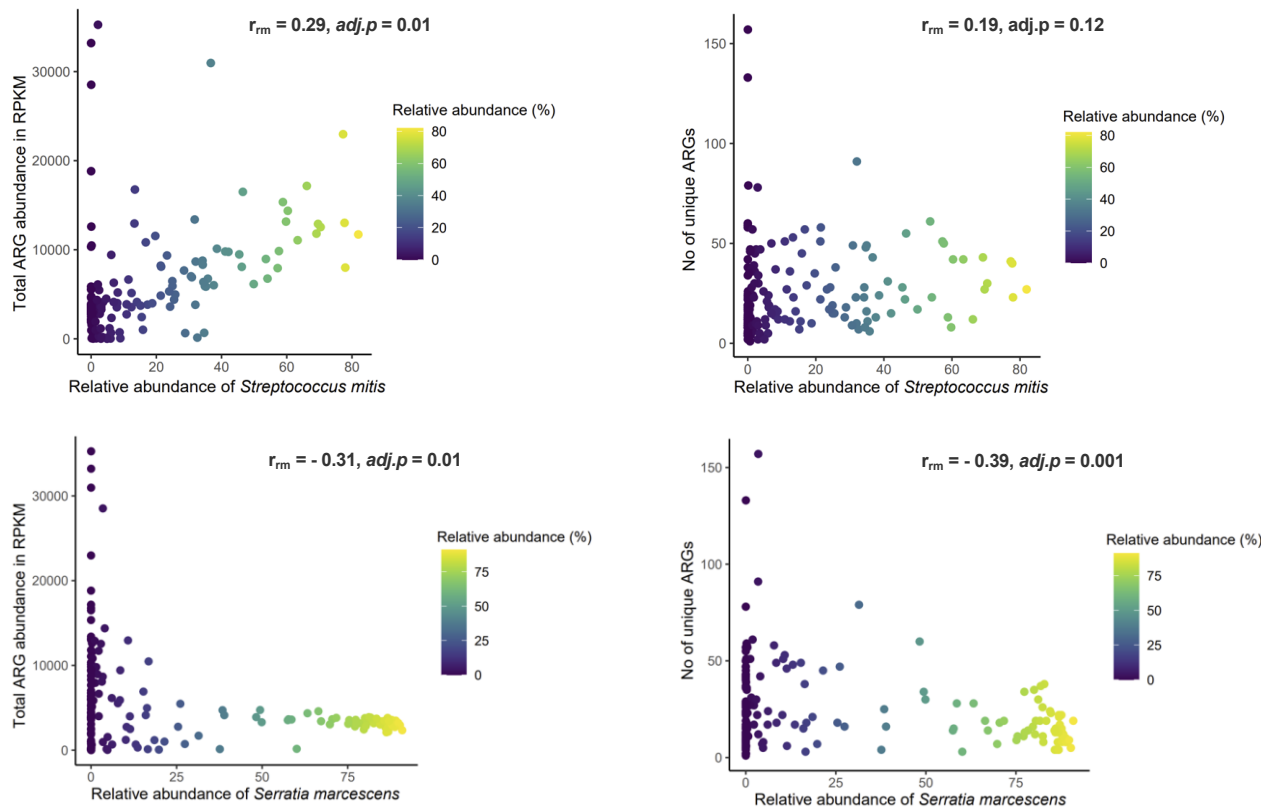 r_rm = 0.29, adj.p = 0.01
Total ARG abundance in RPKM
30000
20000
10000
0
0 20 40 60 80
Relative abundance of Streptococcus mitis
Relative abundance (%)
80
60
40
20
0
r_rm = 0.19, adj.p = 0.12
No of unique ARGs
150
100
50
0
0 20 40 60 80
Relative abundance of Streptococcus mitis
Relative abundance (%)
80
60
40
20
0
r_rm = - 0.31, adj.p = 0.01
Total ARG abundance in RPKM
30000
20000
10000
0
0 25 50 75
Relative abundance of Serratia marcescens
Relative abundance (%)
75
50
25
0
r_rm = - 0.39, adj.p = 0.001
No of unique ARGs
150
100
50
0
0 25 50 75
Relative abundance of Serratia marcescens
Relative abundance (%)
75
50
25
0